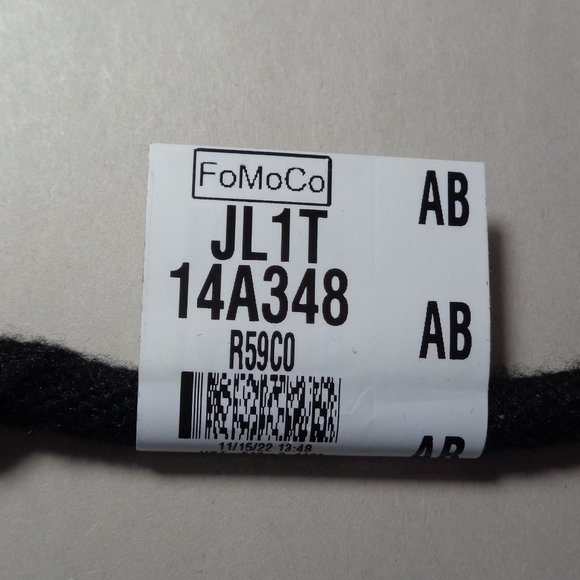 FoMoCo
AB
JL1T
14A348
AB
R59C0
11/15/22 13:48
AB